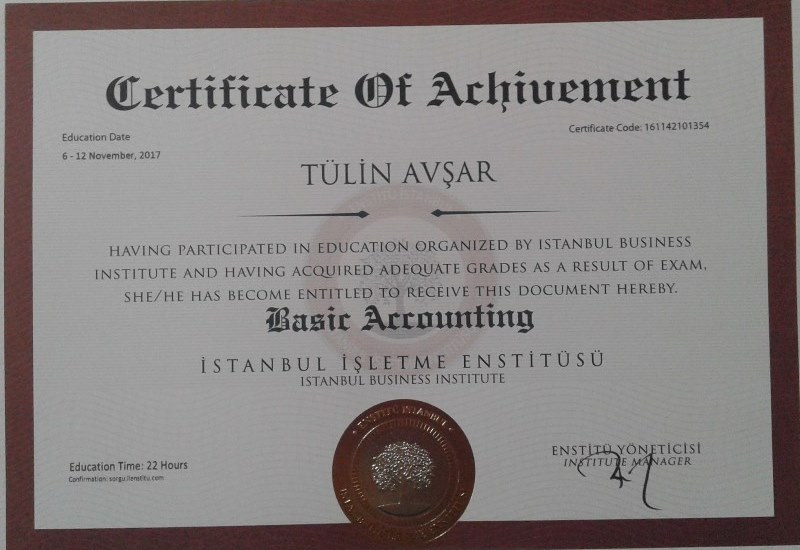 Certificate Of Achivement
Education Date
Certificate Code: 161142101354
6 - 12 November, 2017
TÜLİN AVŞAR
HAVING PARTICIPATED IN EDUCATION ORGANIZED BY ISTANBUL BUSINESS
INSTITUTE AND HAVING ACQUIRED ADEQUATE GRADES AS A RESULT OF EXAM,
SHE/HE HAS BECOME ENTITLED TO RECEIVE THIS DOCUMENT HEREBY.
Basic Accounting
İSTANBUL İŞLETME ENSTİTÜSÜ
ISTANBUL BUSINESS INSTITUTE
ENSTİTÜ YÖNETİCİSİ
INSTITUTE MANAGER
Education Time: 22 Hours